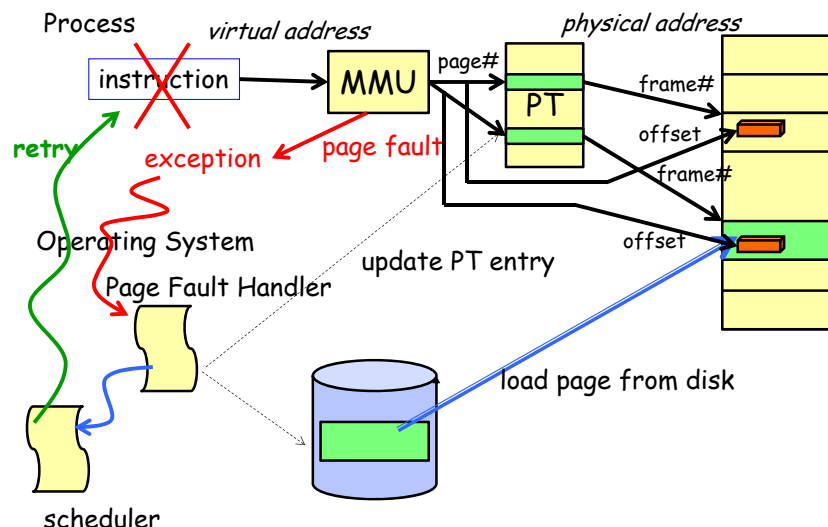 Process
virtual address
physical address
instruction
MMU
page#
PT
frame#
offset
retry
exception
page fault
frame#
Operating System
offset
update PT entry
Page Fault Handler
load page from disk
scheduler